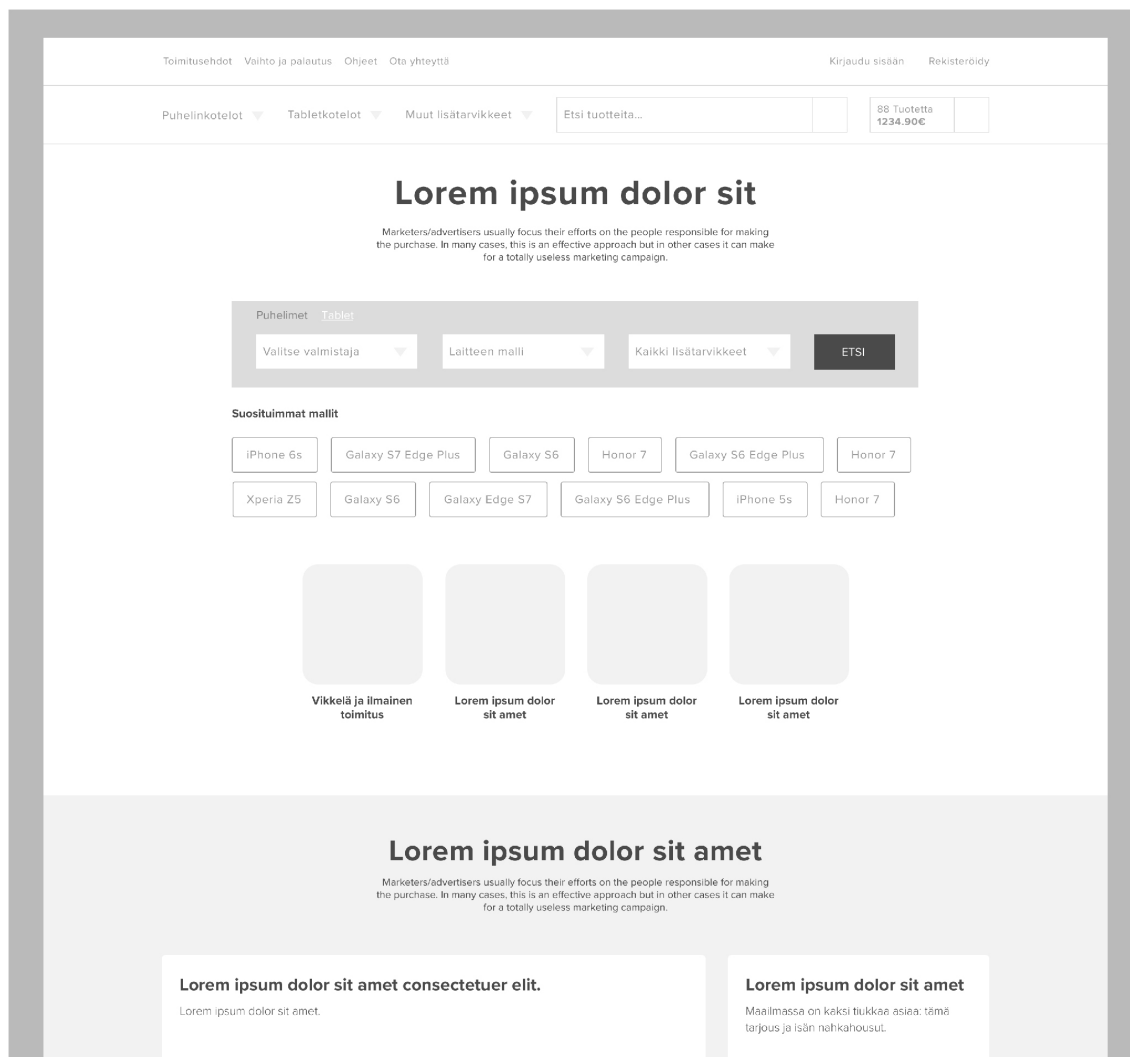 Toimitusehdot Vaihto ja palautus Ohjeet Ota yhteyttä Kirjaudu sisään Rekisteröidy
Puhelinkotelot Tabletkotelot Muut lisätarvikkeet Etsi tuotteita... 88 Tuotetta
1234.90€
Lorem ipsum dolor sit
Marketers/advertisers usually focus their efforts on the people responsible for making
the purchase. In many cases, this is an effective approach but in other cases it can make
for a totally useless marketing campaign.
Puhelimet Tablet
Valitse valmistaja Laitteen malli Kaikki lisätarvikkeet ETSI
Suosituimmat mallit
iPhone 6s Galaxy S7 Edge Plus Galaxy S6 Honor 7 Galaxy S6 Edge Plus Honor 7
Xperia Z5 Galaxy S6 Galaxy Edge S7 Galaxy S6 Edge Plus iPhone 5s Honor 7
Vikkelä ja ilmainen
toimitus
Lorem ipsum dolor
sit amet
Lorem ipsum dolor
sit amet
Lorem ipsum dolor
sit amet
Lorem ipsum dolor sit amet
Marketers/advertisers usually focus their efforts on the people responsible for making
the purchase. In many cases, this is an effective approach but in other cases it can make
for a totally useless marketing campaign.
Lorem ipsum dolor sit amet consectetuer elit.
Lorem ipsum dolor sit amet.
Lorem ipsum dolor sit amet
Maailmassa on kaksi tiukkaa asiaa: tämä
tarjous ja isän nahkahousut.